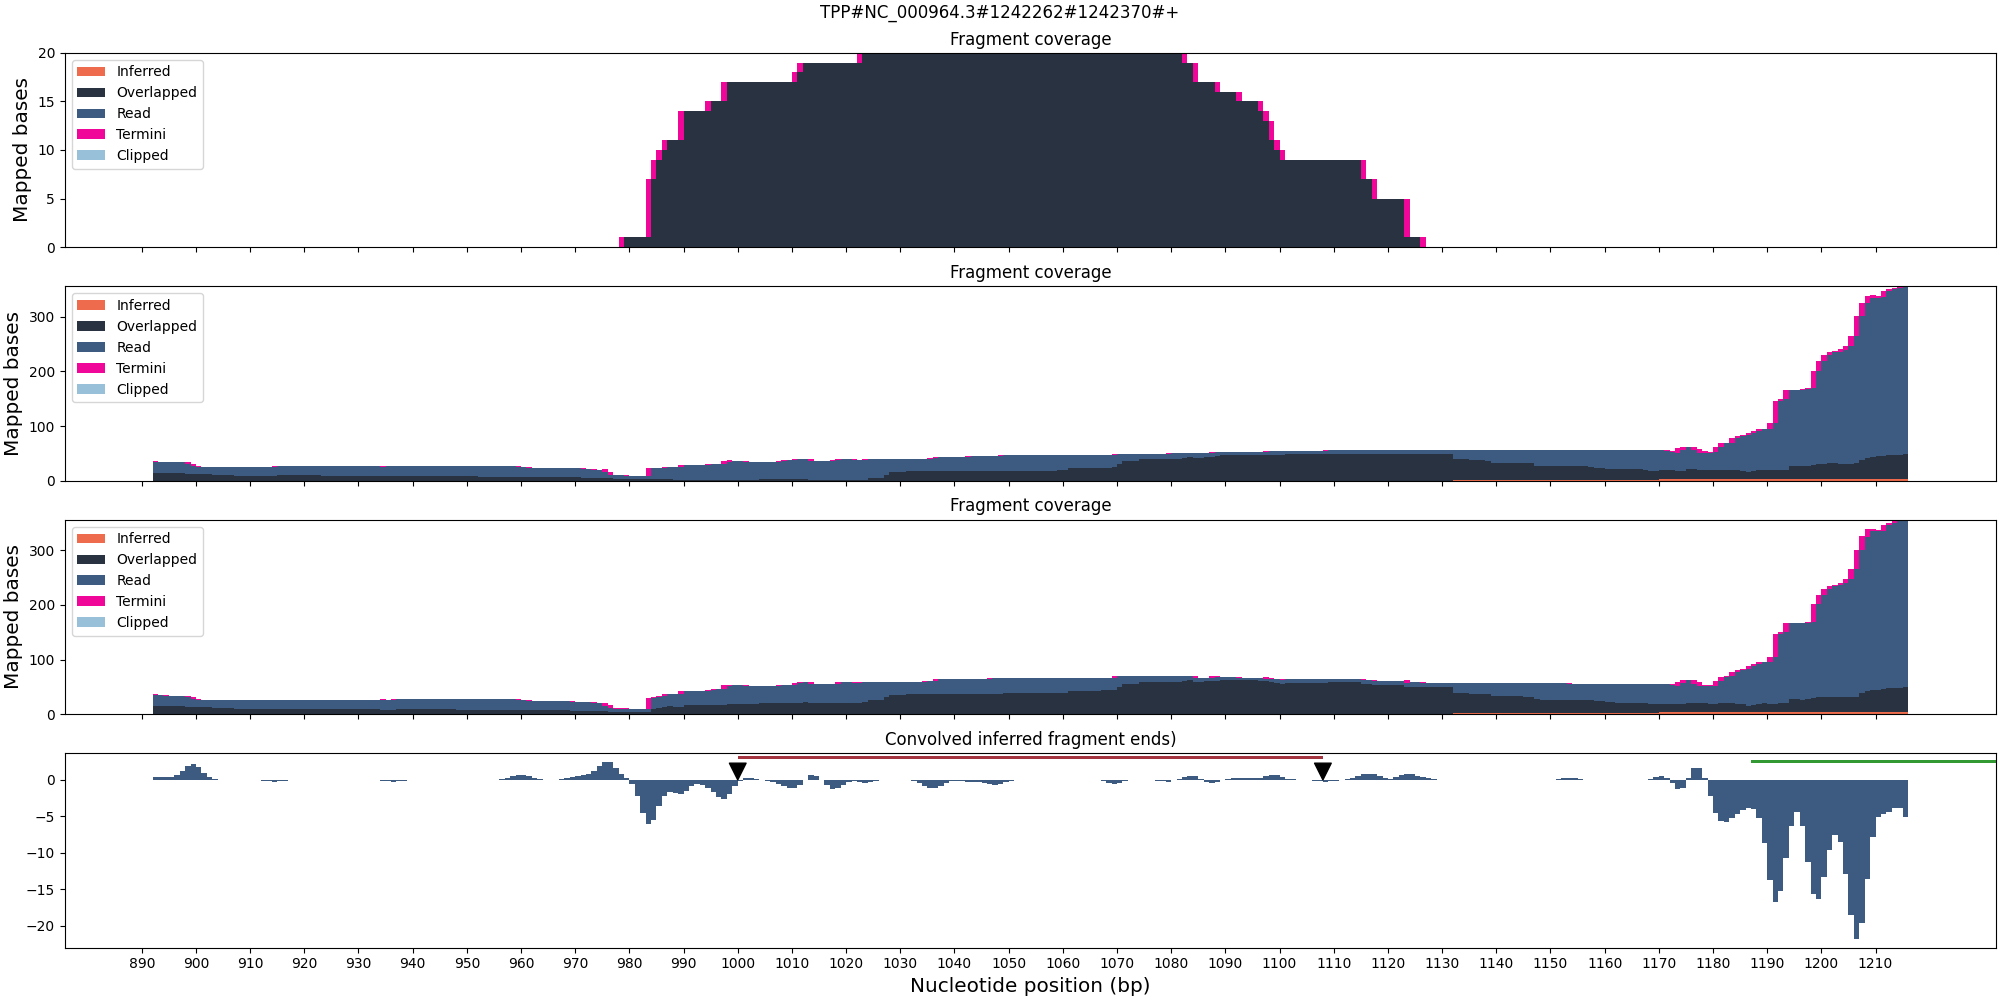 TPP#NC_000964.3#1242262#1242370#+
Fragment coverage
Mapped bases
20
15
10
5
0
Inferred
Overlapped
Read
Termini
Clipped
Fragment coverage
Mapped bases
300
200
100
0
Inferred
Overlapped
Read
Termini
Clipped
Fragment coverage
Mapped bases
300
200
100
0
Inferred
Overlapped
Read
Termini
Clipped
Convolved inferred fragment ends)
0
−5
−10
−15
−20
890 900 910 920 930 940 950 960 970 980 990 1000 1010 1020 1030 1040 1050 1060 1070 1080 1090 1100 1110 1120 1130 1140 1150 1160 1170 1180 1190 1200 1210
Nucleotide position (bp)